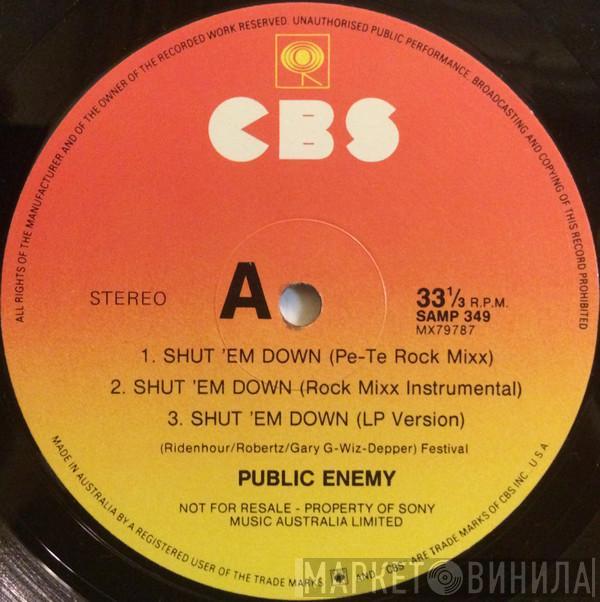 ALL RIGHTS OF THE MANUFACTURER AND OF THE OWNER OF THE RECORDED WORK RESERVED. UNAUTHORISED PUBLIC PERFORMANCE, BROADCASTING AND COPYING OF THIS RECORD PROHIBITED
CBS
STEREO
A
33⅓ R.P.M.
SAMP 349
MX79787
1. SHUT 'EM DOWN (Pe-Te Rock Mixx)
2. SHUT 'EM DOWN (Rock Mixx Instrumental)
3. SHUT 'EM DOWN (LP Version)
(Ridenhour/Robertz/Gary G-Wiz-Depper) Festival
PUBLIC ENEMY
NOT FOR RESALE - PROPERTY OF SONY
MUSIC AUSTRALIA LIMITED
MADE IN AUSTRALIA BY A REGISTERED USER OF THE TRADE MARKS AND "CBS" ARE TRADE MARKS OF CBS INC. U S A
МАРКЕТ ВИНИЛА